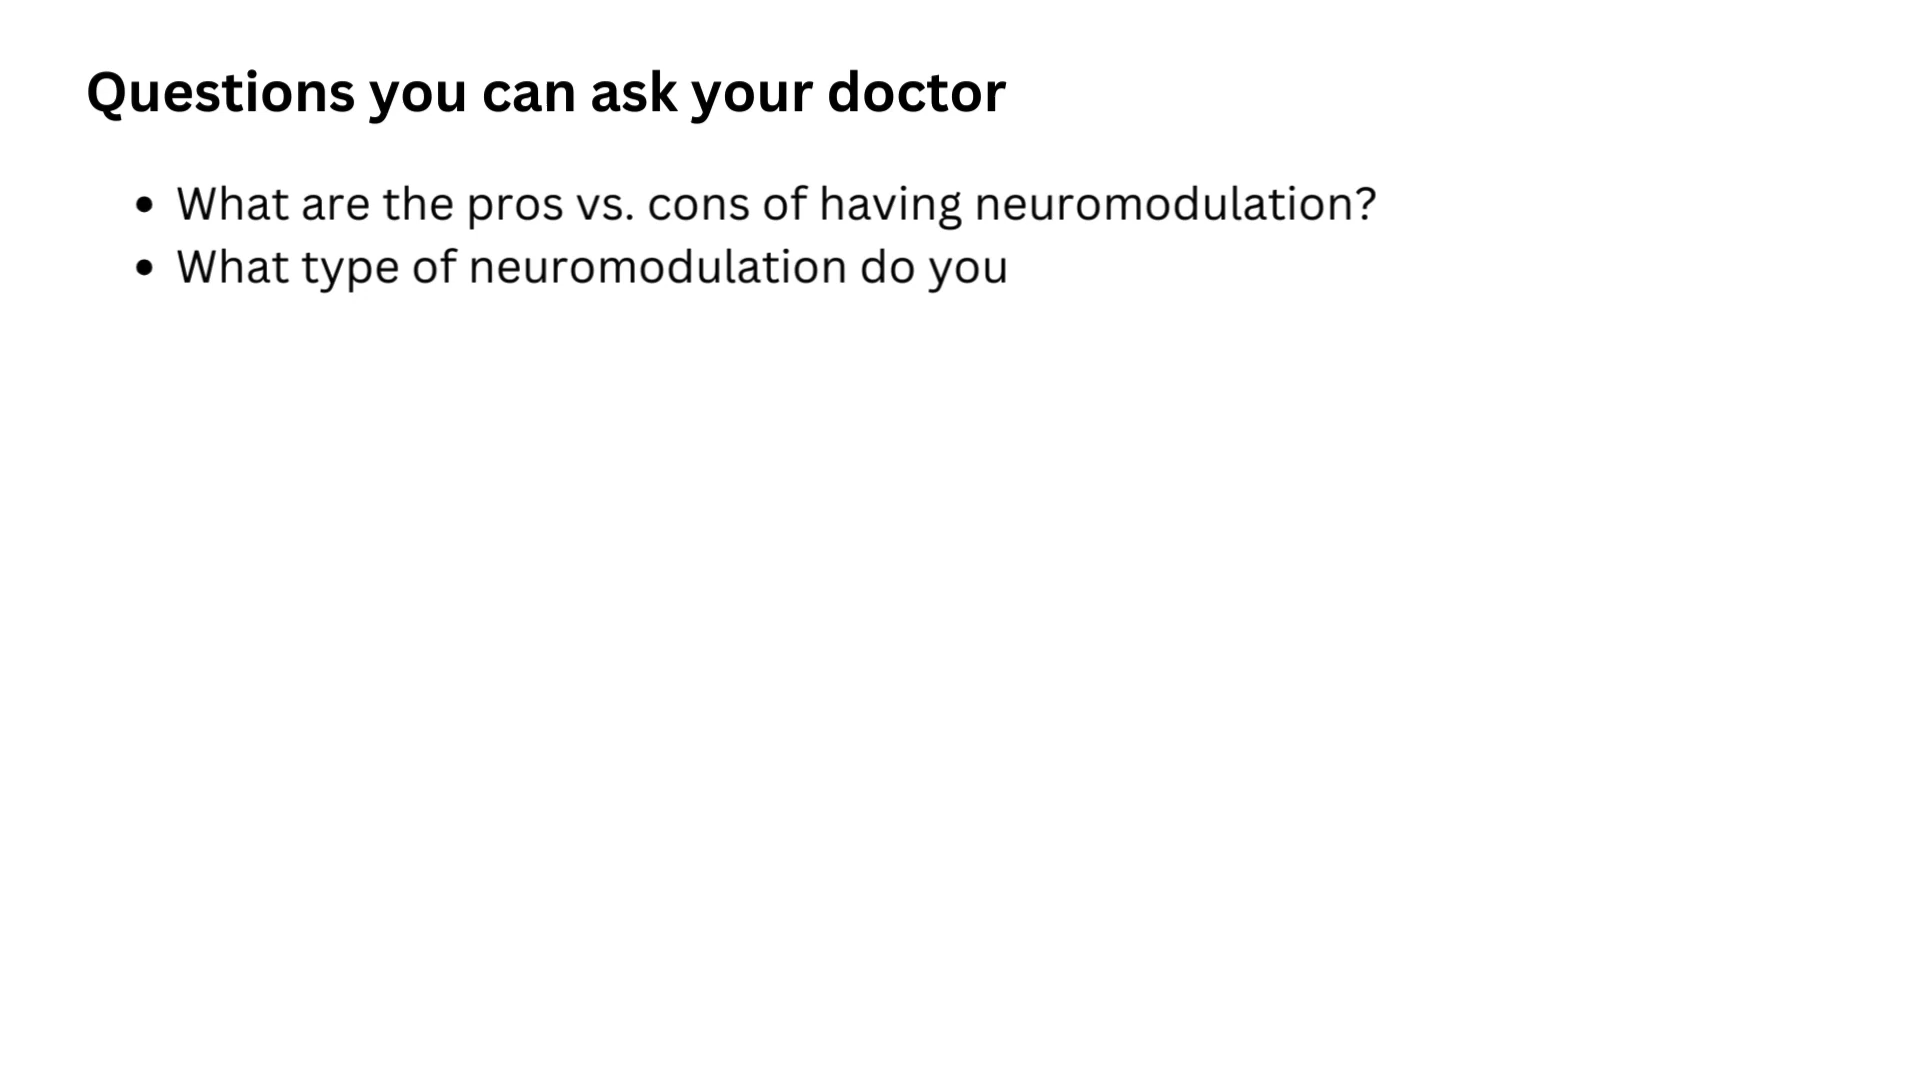 Questions you can ask your doctor
• What are the pros vs. cons of having neuromodulation?
• What type of neuromodulation do you